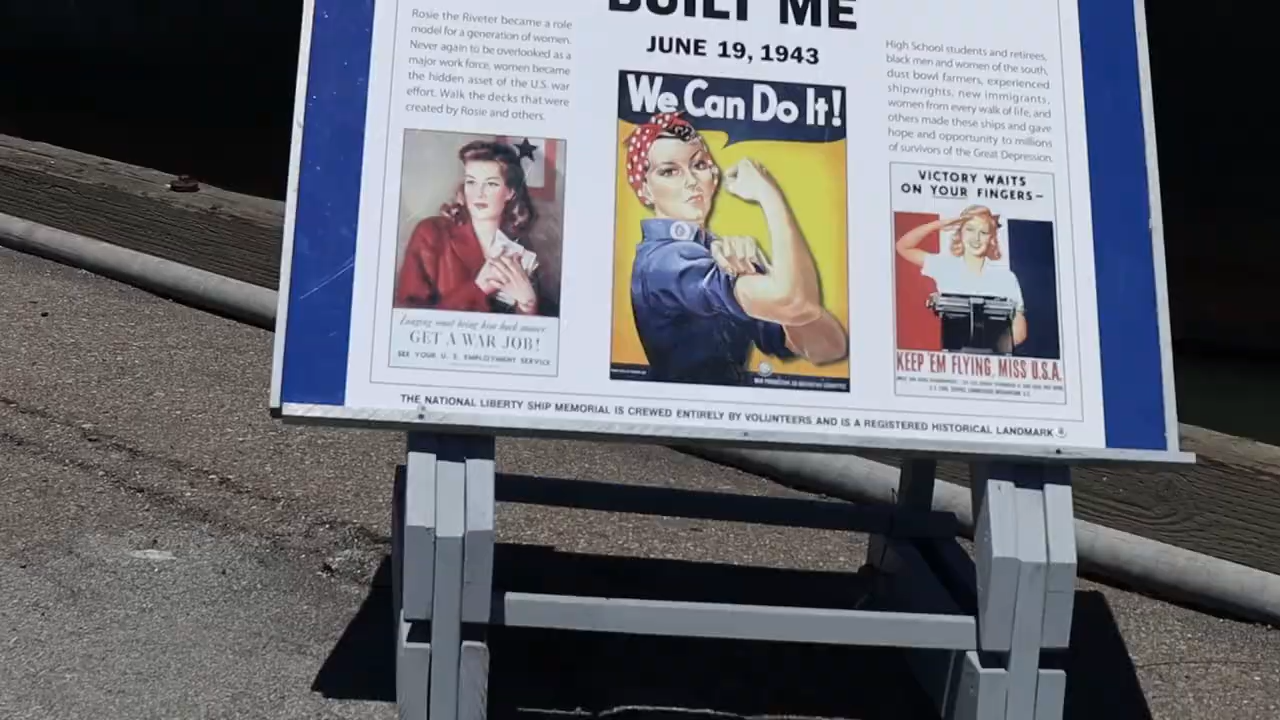 BUILT ME
JUNE 19, 1943
Rosie the Riveter became a role
model for a generation of women.
Never again to be overlooked as a
major work force, women became
the hidden asset of the U.S. war
effort. Walk the decks that were
created by Rosie and others.
Longing won't bring him back sooner
GET A WAR JOB!
SEE YOUR U. S. EMPLOYMENT SERVICE
We Can Do It!
High School students and retirees,
black men and women of the south,
dust bowl farmers, experienced
shipwrights, new immigrants,
women from every walk of life, and
others made these ships and gave
hope and opportunity to millions
of survivors of the Great Depression.
VICTORY WAITS
ON YOUR FINGERS–
KEEP 'EM FLYING, MISS U.S.A.
THE NATIONAL LIBERTY SHIP MEMORIAL IS CREWED ENTIRELY BY VOLUNTEERS AND IS A REGISTERED HISTORICAL LANDMARK